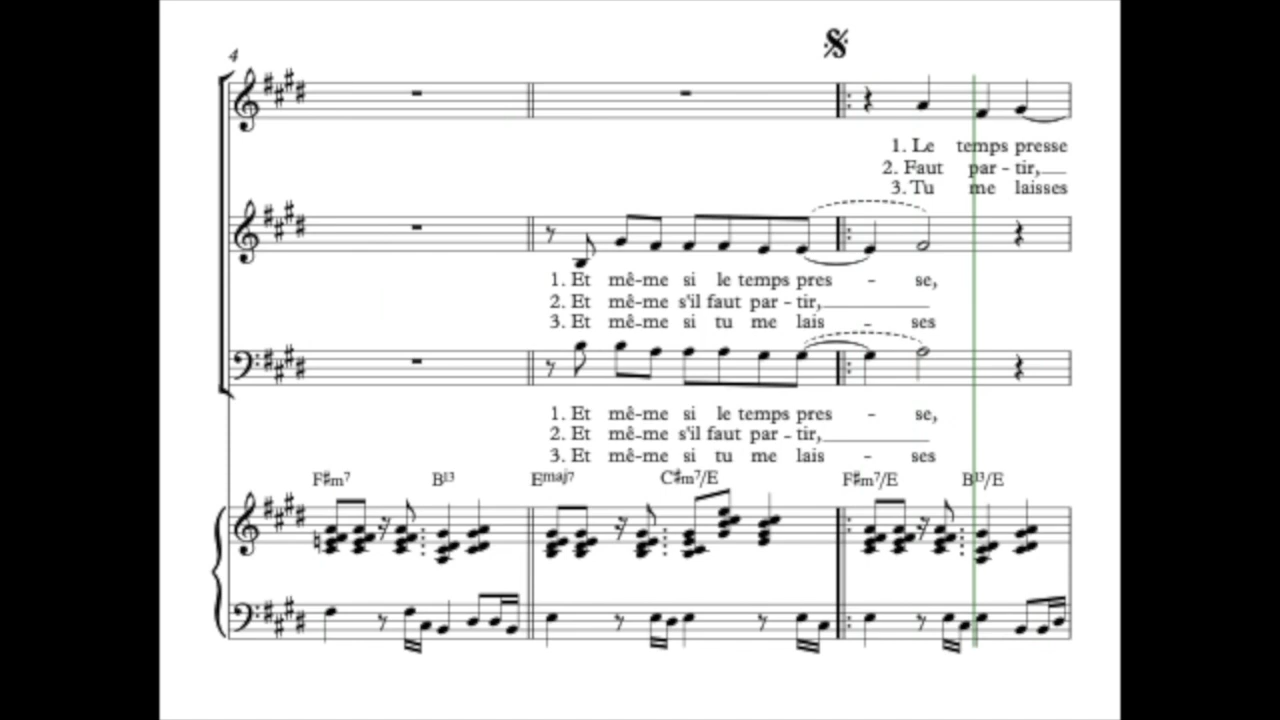 4
1. Le temps presse
2. Faut par - tir,
3. Tu me laisses
1. Et mê-me si le temps pres - se,
2. Et mê-me s'il faut par - tir,
3. Et mê-me si tu me lais - ses
1. Et mê-me si le temps pres - se,
2. Et mê-me s'il faut par - tir,
3. Et mê-me si tu me lais - ses
F♯m7 B13 Emaj7 C♯m7/E F♯m7/E B13/E